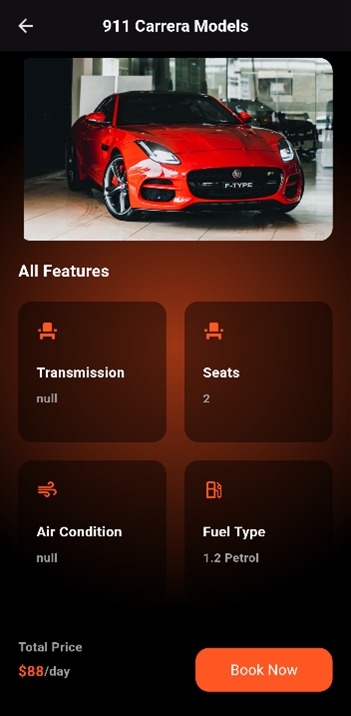 911 Carrera Models
F-TYPE
All Features
Transmission
null
Seats
2
Air Condition
null
Fuel Type
1.2 Petrol
Total Price
$88/day
Book Now